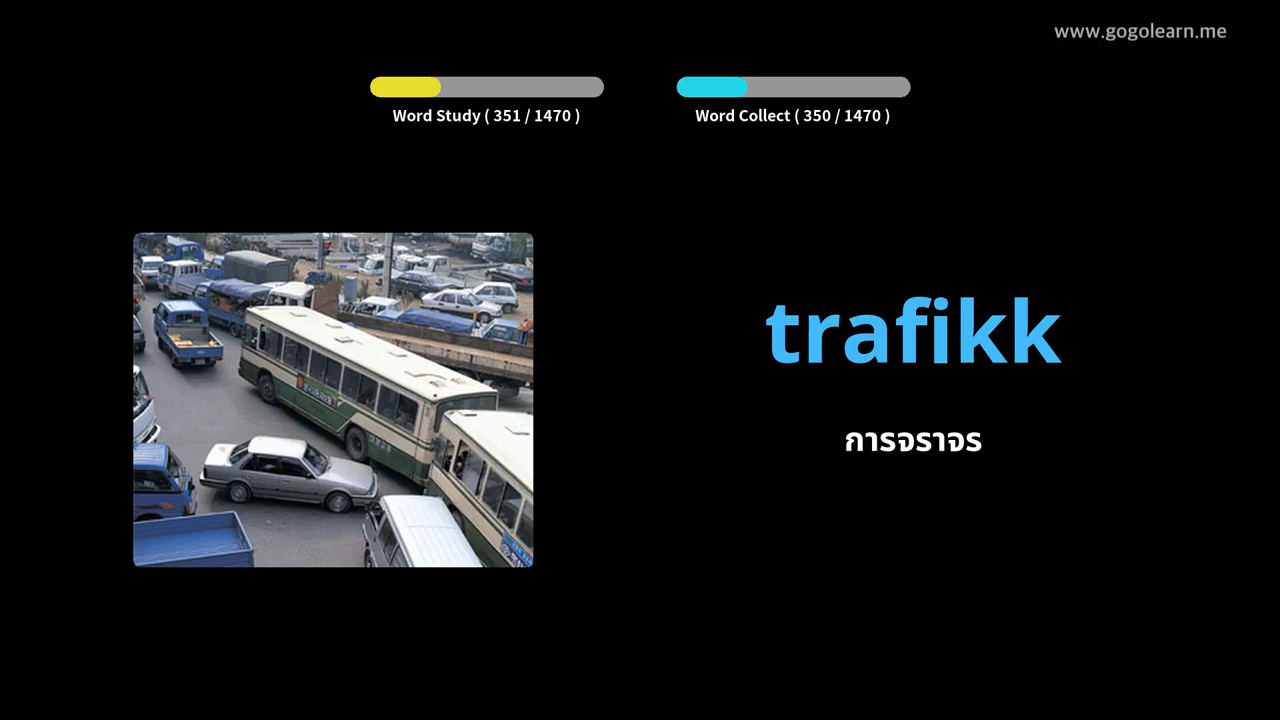 www.gogolearn.me
Word Study ( 351 / 1470 )
Word Collect ( 350 / 1470 )
trafikk
การจราจร